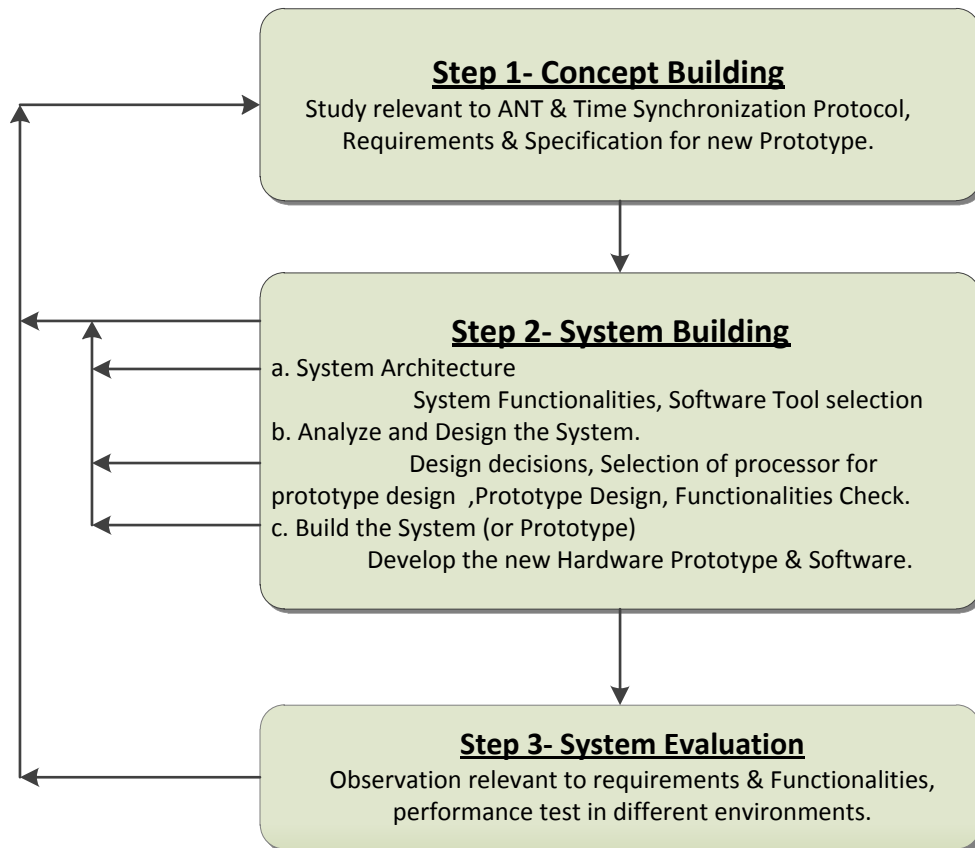 Step 1- Concept Building
Study relevant to ANT & Time Synchronization Protocol,
Requirements & Specification for new Prototype.
Step 2- System Building
a. System Architecture
System Functionalities, Software Tool selection
b. Analyze and Design the System.
Design decisions, Selection of processor for
prototype design ,Prototype Design, Functionalities Check.
c. Build the System (or Prototype)
Develop the new Hardware Prototype & Software.
Step 3- System Evaluation
Observation relevant to requirements & Functionalities,
performance test in different environments.